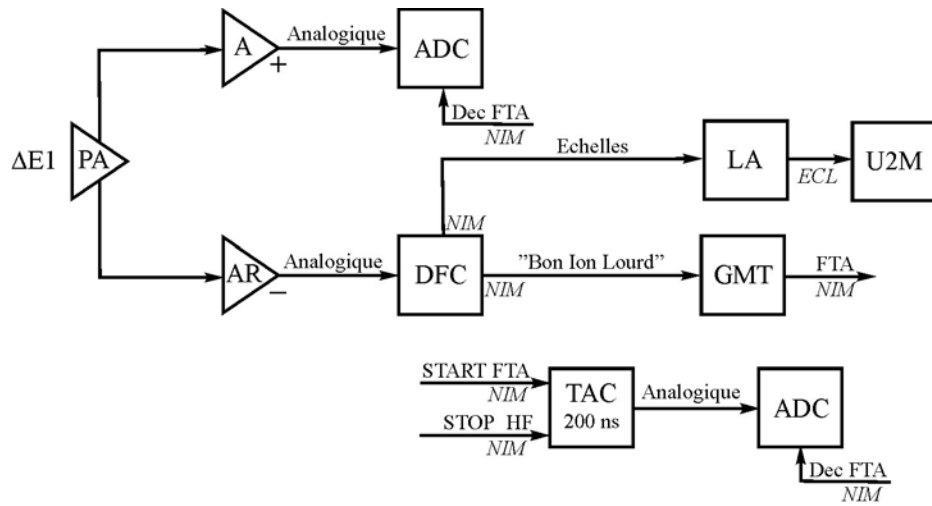 A
+
Analogique
ADC
Dec FTA
NIM
ΔE1
PA
Echelles
LA
ECL
U2M
NIM
AR
−
Analogique
DFC
"Bon Ion Lourd"
NIM
GMT
FTA
NIM
START FTA
NIM
STOP HF
NIM
TAC
200 ns
Analogique
ADC
Dec FTA
NIM